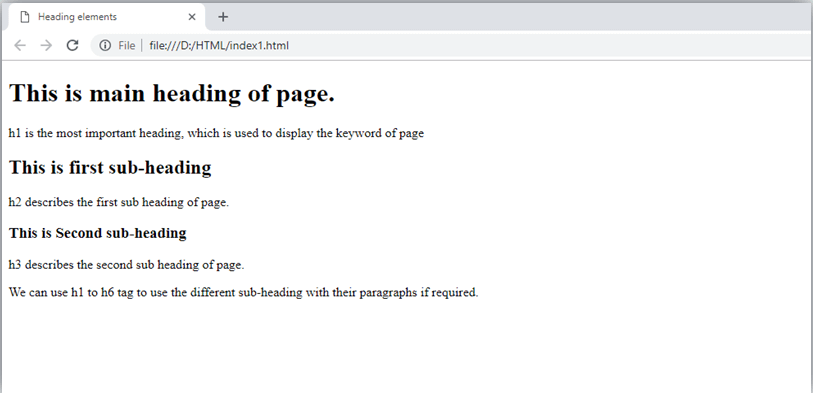 Heading elements
File file:///D:/HTML/index1.html
This is main heading of page.
h1 is the most important heading, which is used to display the keyword of page
This is first sub-heading
h2 describes the first sub heading of page.
This is Second sub-heading
h3 describes the second sub heading of page.
We can use h1 to h6 tag to use the different sub-heading with their paragraphs if required.